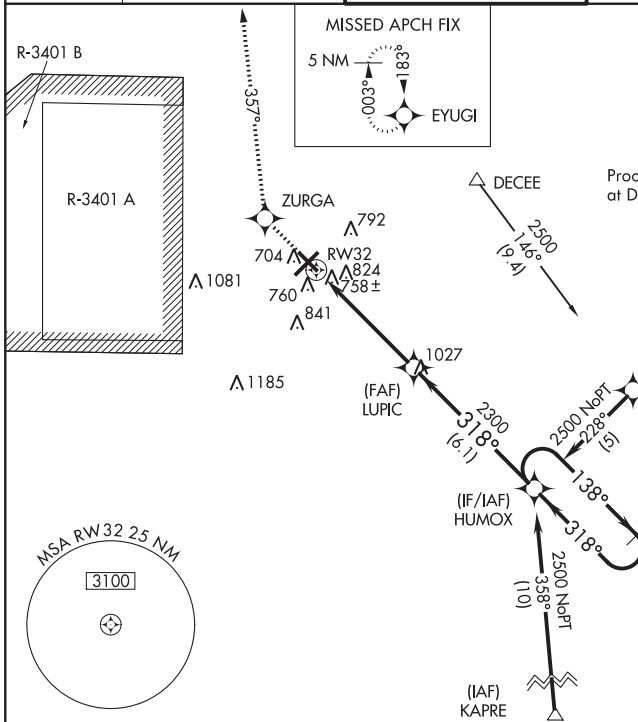 MISSED APCH FIX
5 NM
003°
183°
EYUGI
R-3401 B
R-3401 A
357°
ZURGA
DECEE
2500
146°
(9.4)
Proc
at D
792
704
RW32
824
758±
760
1081
841
1185
1027
(FAF)
LUPIC
2300
318°
(6.1)
2500 NoPT
228°
(5)
138°
318°
(IF/IAF)
HUMOX
2500 NoPT
358°
(10)
MSA RW32 25 NM
3100
(IAF)
KAPRE